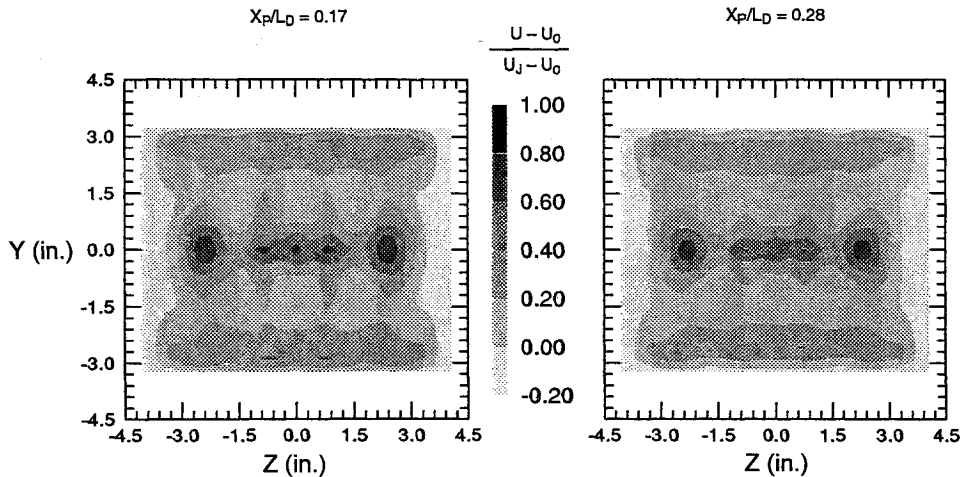 X_P/L_D = 0.17
X_P/L_D = 0.28
U – U_0
U_J – U_0
4.5
3.0
1.5
0.0
-1.5
-3.0
-4.5
Y (in.)
-4.5 -3.0 -1.5 0.0 1.5 3.0 4.5
Z (in.)
1.00
0.80
0.60
0.40
0.20
0.00
-0.20
-4.5 -3.0 -1.5 0.0 1.5 3.0 4.5
Z (in.)